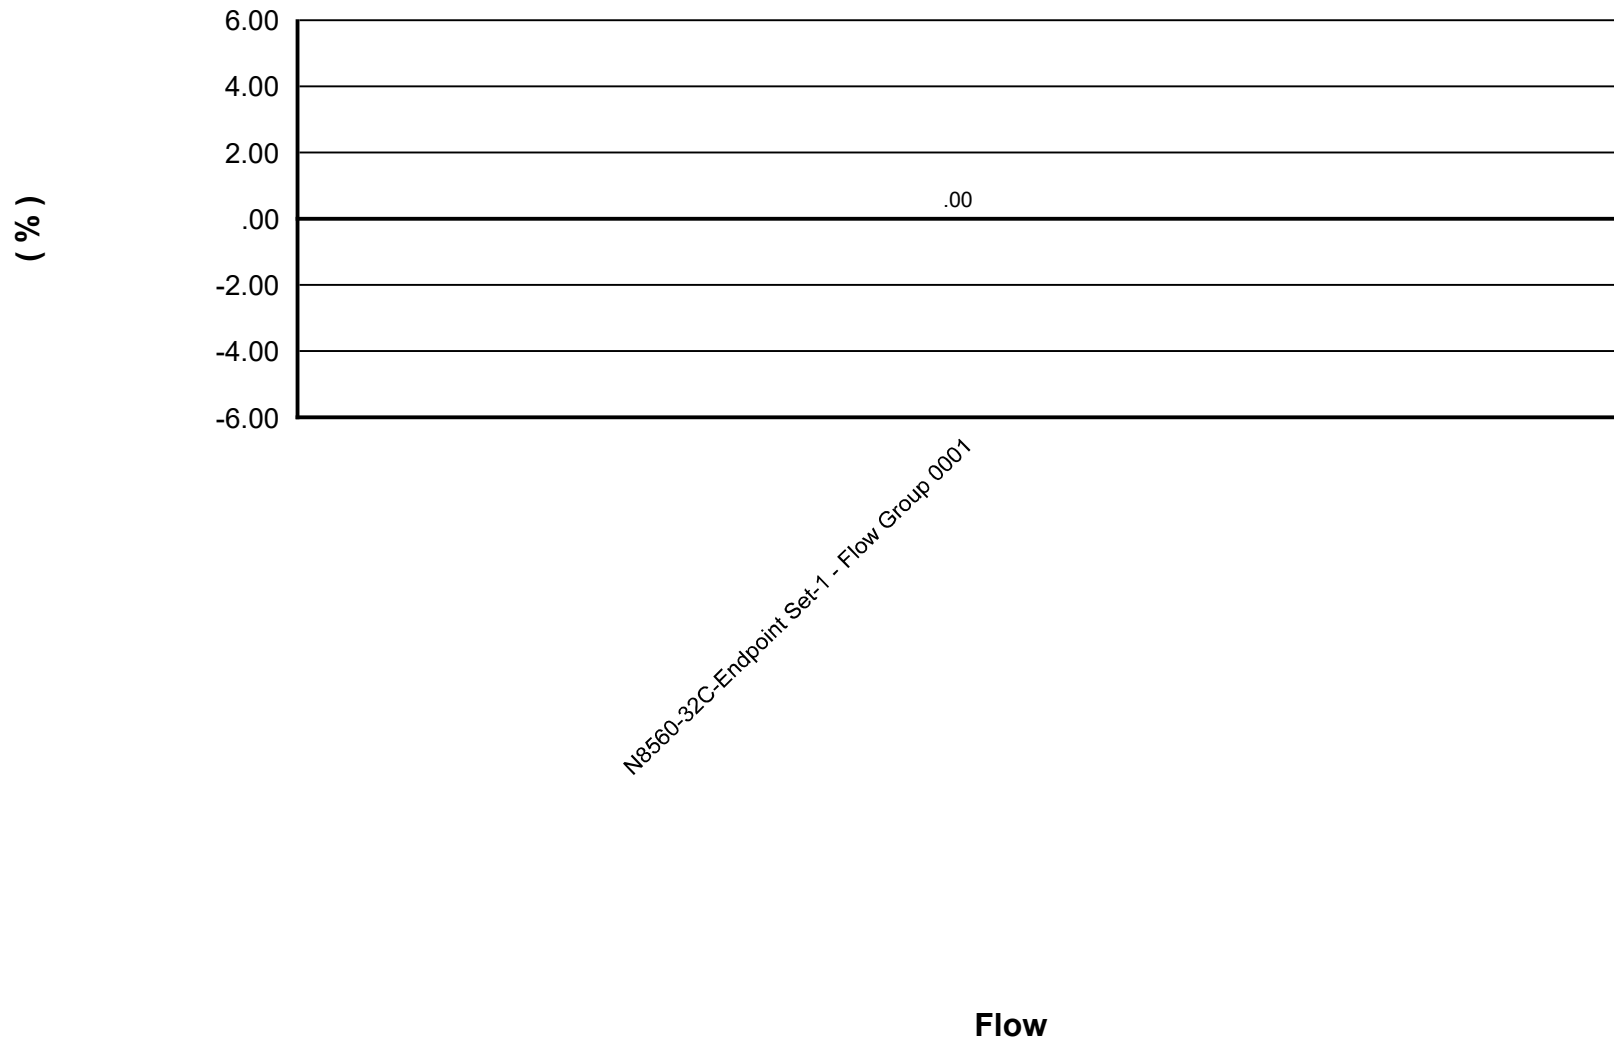 6.00
4.00
2.00
.00
.00
-2.00
-4.00
-6.00
( % )
N8560-32C-Endpoint Set-1 - Flow Group 0001
Flow